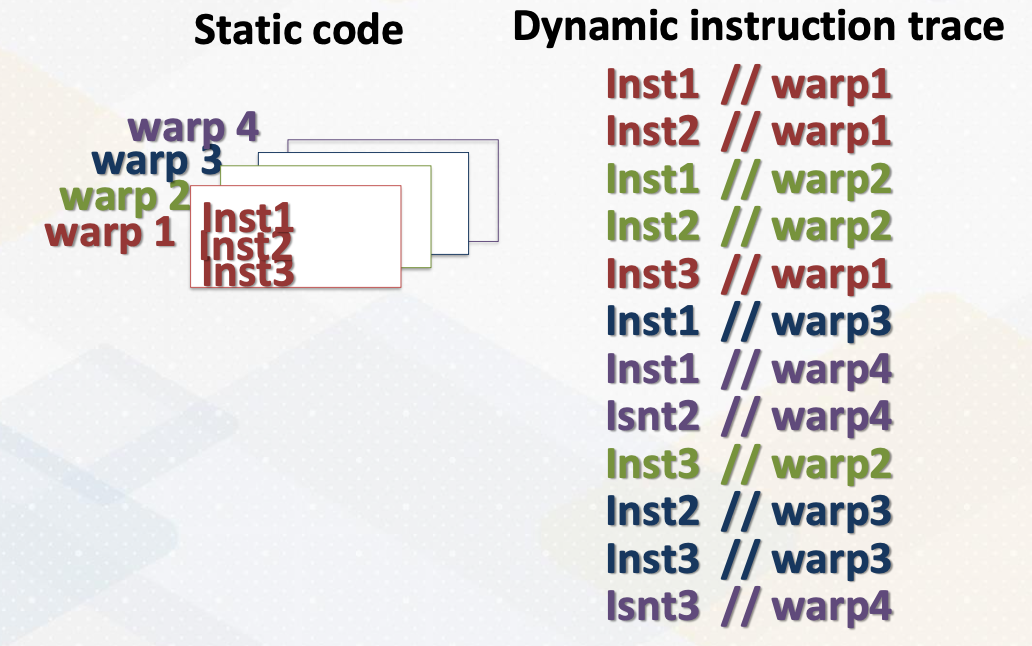 Static code
Dynamic instruction trace
warp 4
warp 3
warp 2
warp 1
Inst1
Inst2
Inst3
Inst1 // warp1
Inst2 // warp1
Inst1 // warp2
Inst2 // warp2
Inst3 // warp1
Inst1 // warp3
Inst1 // warp4
Isnt2 // warp4
Inst3 // warp2
Inst2 // warp3
Inst3 // warp3
Isnt3 // warp4